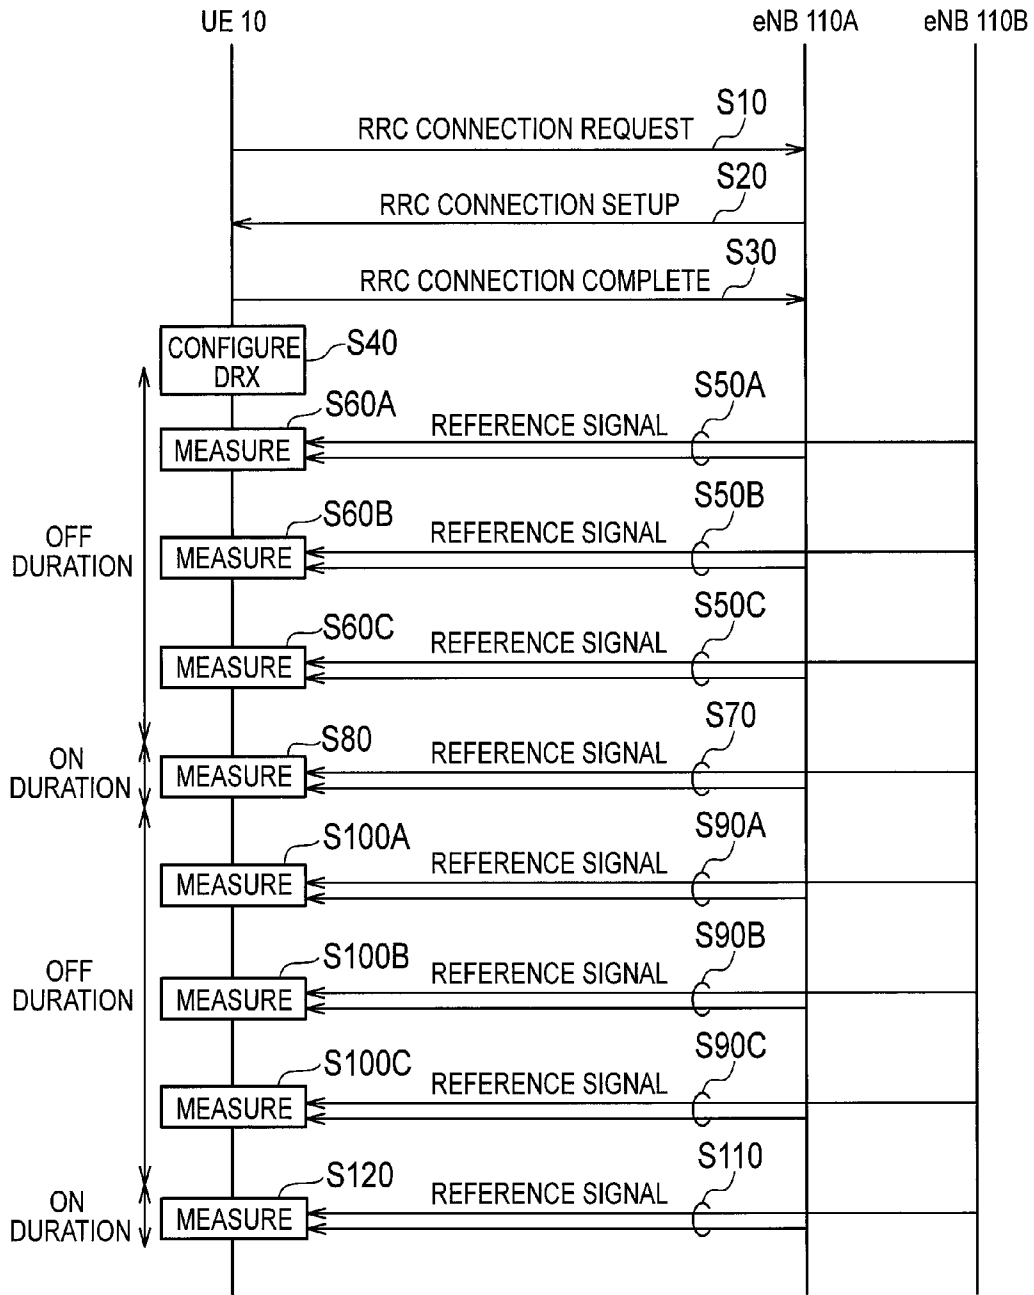 UE 10
eNB 110A
eNB 110B
S10
RRC CONNECTION REQUEST
S20
RRC CONNECTION SETUP
S30
RRC CONNECTION COMPLETE
CONFIGURE
DRX
S40
S60A
S50A
REFERENCE SIGNAL
MEASURE
S60B
S50B
REFERENCE SIGNAL
MEASURE
OFF
DURATION
S60C
S50C
REFERENCE SIGNAL
MEASURE
S80
S70
REFERENCE SIGNAL
MEASURE
ON
DURATION
S100A
S90A
REFERENCE SIGNAL
MEASURE
S100B
S90B
REFERENCE SIGNAL
MEASURE
OFF
DURATION
S100C
S90C
REFERENCE SIGNAL
MEASURE
S120
S110
REFERENCE SIGNAL
MEASURE
ON
DURATION